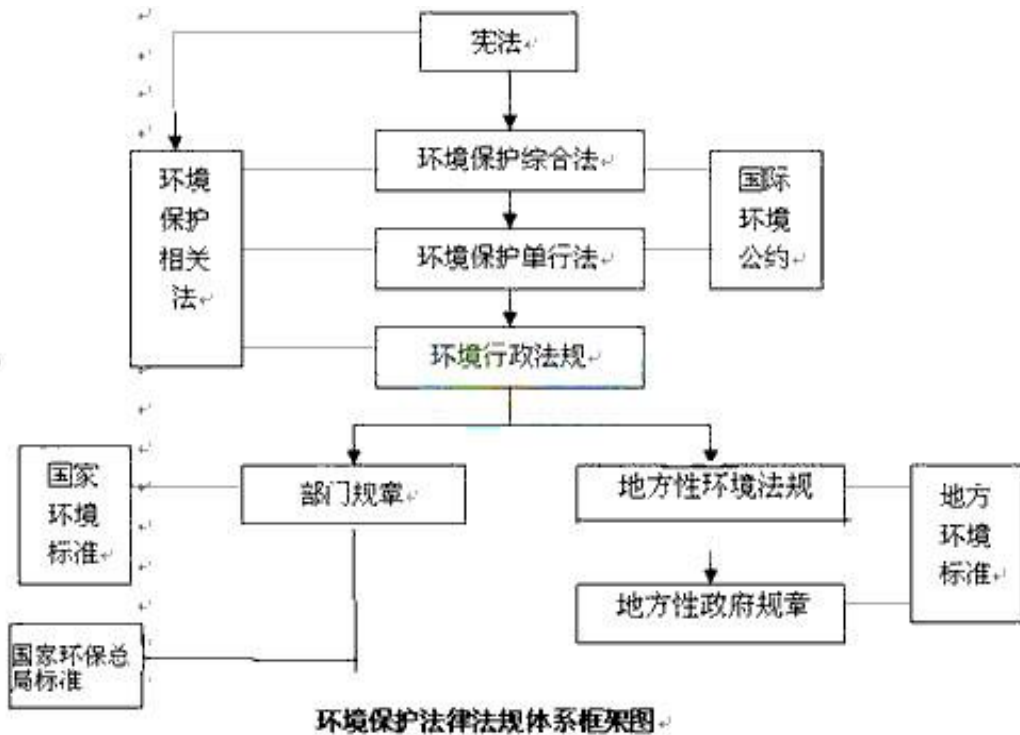 宪法
环境保护综合法
环境
保护
相关
法
国际
环境
公约
环境保护单行法
环境行政法规
国家
环境
标准
部门规章
地方性环境法规
地方
环境
标准
地方性政府规章
国家环保总
局标准
环境保护法律法规体系框架图